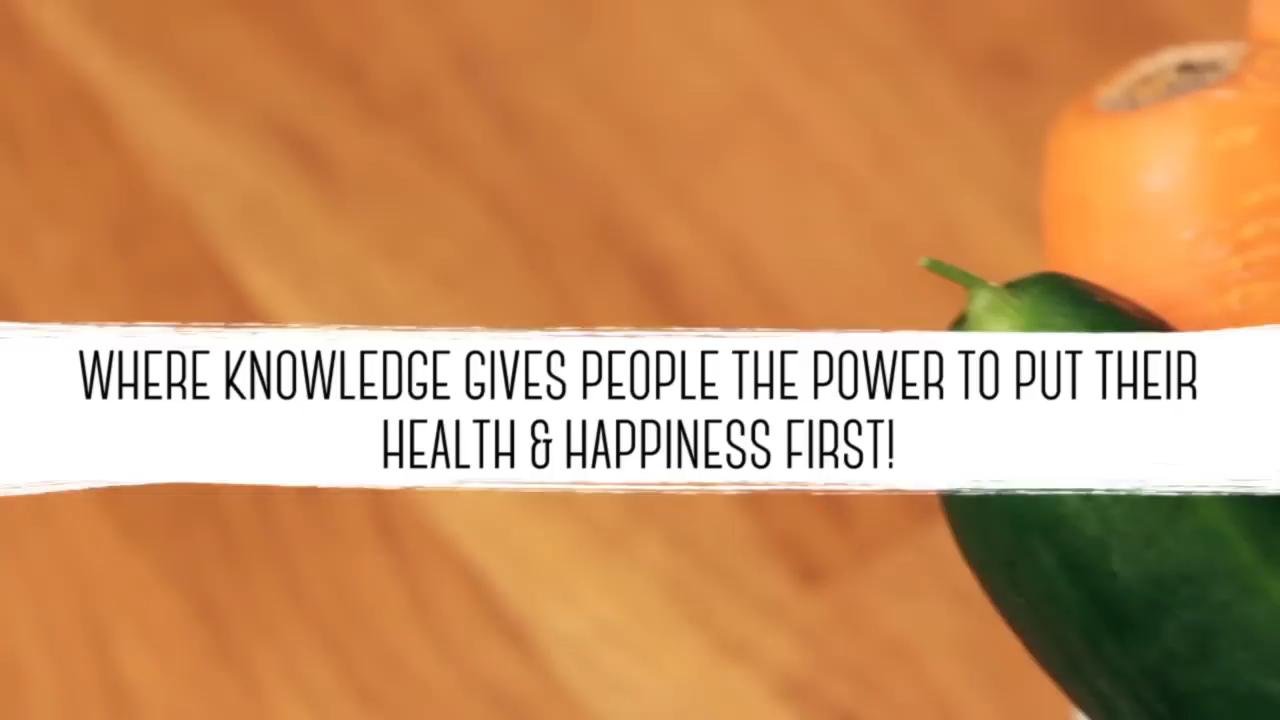 WHERE KNOWLEDGE GIVES PEOPLE THE POWER TO PUT THEIR
HEALTH & HAPPINESS FIRST!